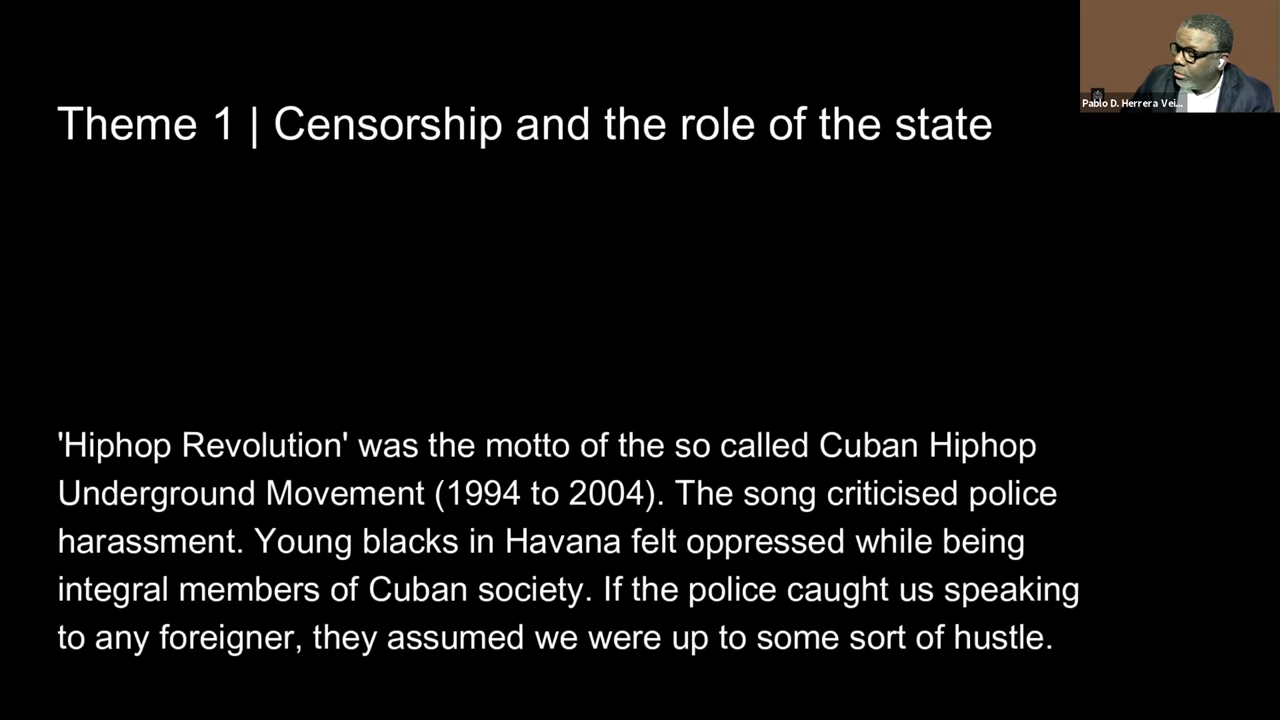 Pablo D. Herrera Vei...
Theme 1 | Censorship and the role of the state
'Hiphop Revolution' was the motto of the so called Cuban Hiphop
Underground Movement (1994 to 2004). The song criticised police
harassment. Young blacks in Havana felt oppressed while being
integral members of Cuban society. If the police caught us speaking
to any foreigner, they assumed we were up to some sort of hustle.